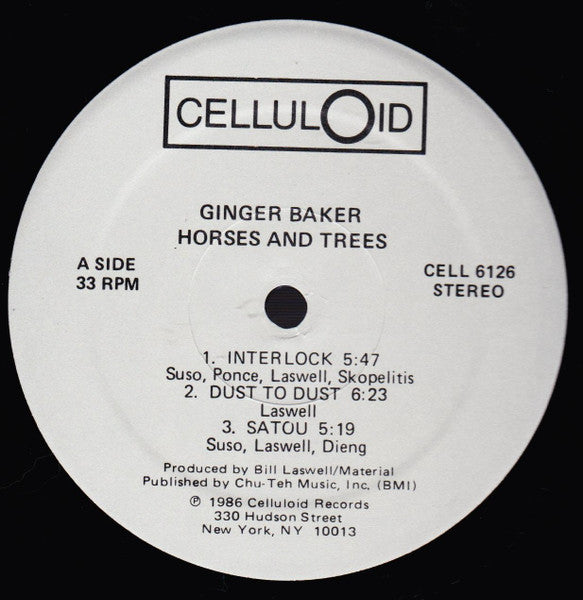 CELLULOID
GINGER BAKER
HORSES AND TREES
A SIDE
33 RPM
CELL 6126
STEREO
1. INTERLOCK 5:47
Suso, Ponce, Laswell, Skopelitis
2. DUST TO DUST 6:23
Laswell
3. SATOU 5:19
Suso, Laswell, Dieng
Produced by Bill Laswell/Material
Published by Chu-Teh Music, Inc. (BMI)
℗ 1986 Celluloid Records
330 Hudson Street
New York, NY 10013